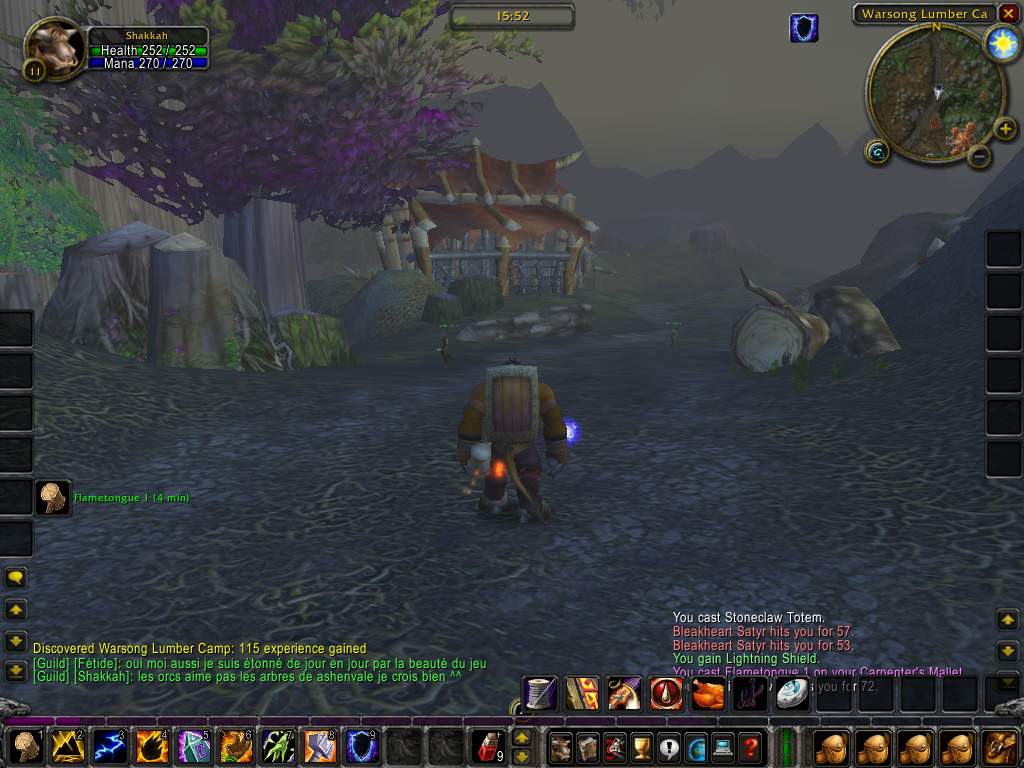 15:52
Warsong Lumber Ca
N
Shakkah
Health 252 / 252
Mana 270 / 270
11
Flametongue 1 (4 min)
You cast Stoneclaw Totem.
Bleakheart Satyr hits you for 57.
Bleakheart Satyr hits you for 53.
You gain Lightning Shield.
You cast Flametongue 1 on your Carpenter's Mallet.
you for 72.
Discovered Warsong Lumber Camp: 115 experience gained
[Guild] [Fétide]: oui moi aussi je suis étonné de jour en jour par la beauté du jeu
[Guild] [Shakkah]: les orcs aime pas les arbres de ashenvale je crois bien ^^
1 2 3 4 5 6 7 8 9 +
9